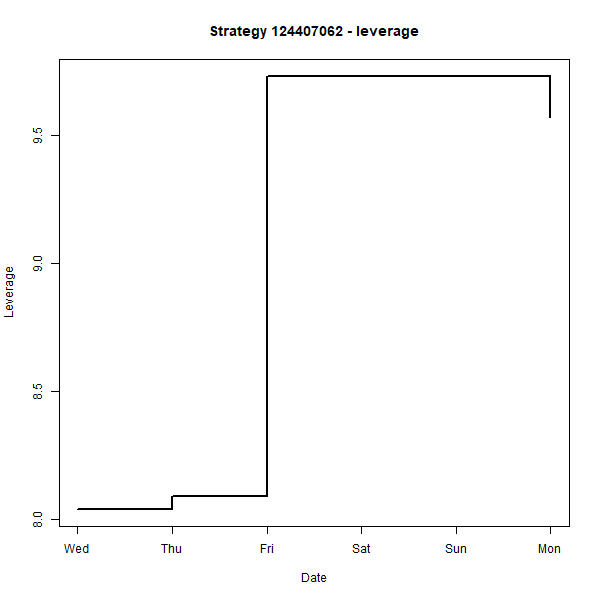 Strategy 124407062 - leverage
9.5
9.0
8.5
8.0
Leverage
Wed Thu Fri Sat Sun Mon
Date